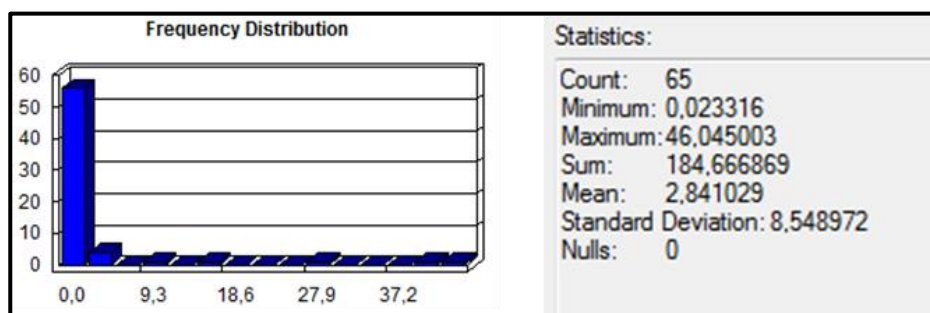 Frequency Distribution
60
50
40
30
20
10
0
0,0 9,3 18,6 27,9 37,2
Statistics:
Count: 65
Minimum: 0,023316
Maximum: 46,045003
Sum: 184,666869
Mean: 2,841029
Standard Deviation: 8,548972
Nulls: 0